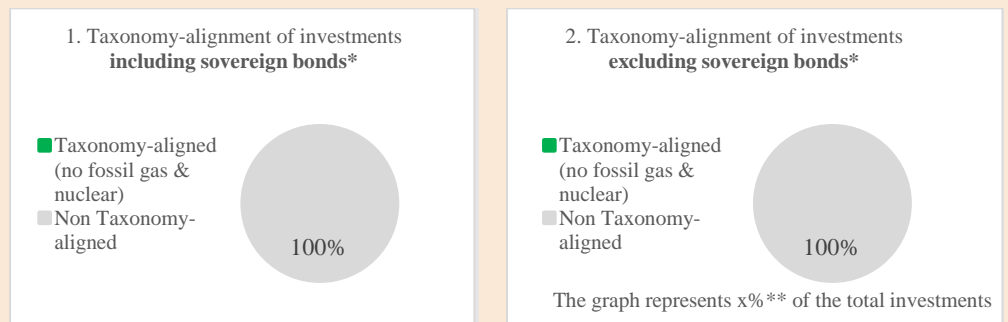 1. Taxonomy-alignment of investments
including sovereign bonds*
Taxonomy-aligned
(no fossil gas &
nuclear)
Non Taxonomy-
aligned
100%
2. Taxonomy-alignment of investments
excluding sovereign bonds*
Taxonomy-aligned
(no fossil gas &
nuclear)
Non Taxonomy-
aligned
100%
The graph represents x%** of the total investments